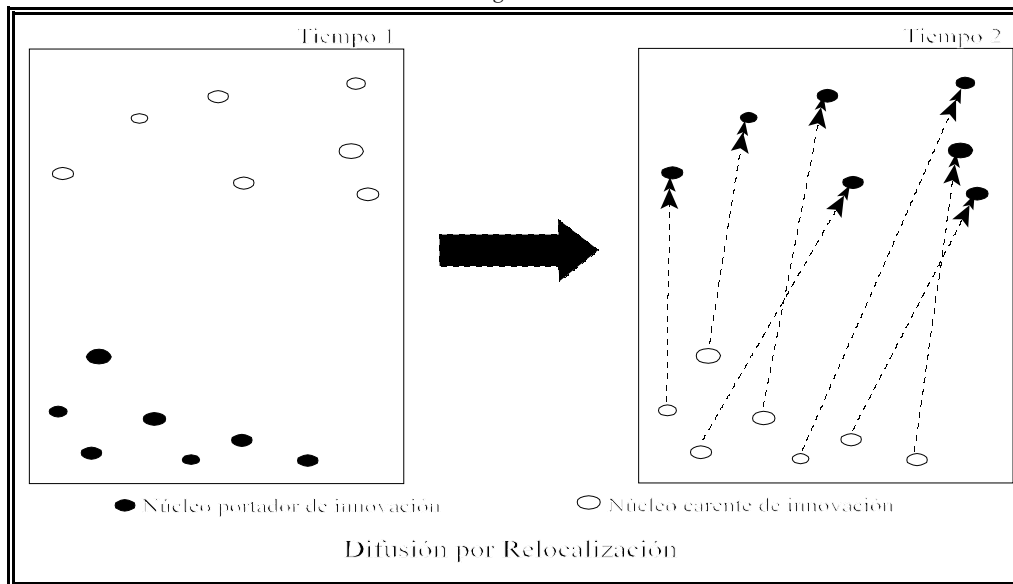 Tiempo 1
Tiempo 2
Núcleo portador de innovación
Núcleo carente de innovación
Difusión por Relocalización